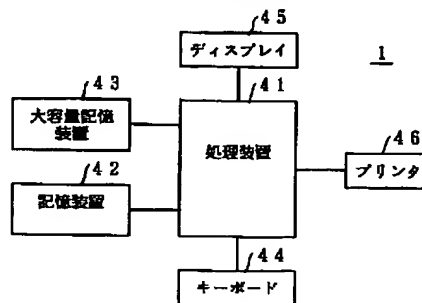 45
ディスプレイ
1
43
41
大容量記憶
装置
処理装置
46
プリンタ
42
記憶装置
44
キーボード